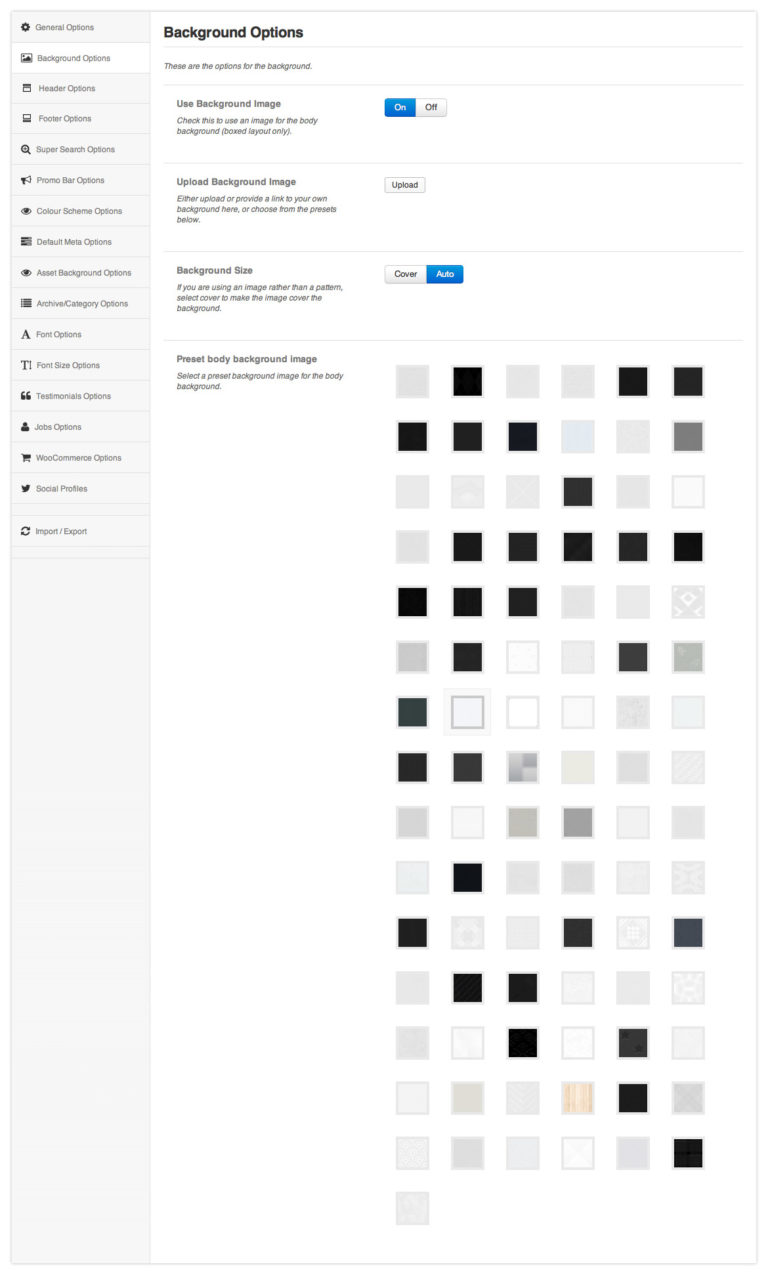 General Options
Background Options
Header Options
Footer Options
Super Search Options
Promo Bar Options
Colour Scheme Options
Default Meta Options
Asset Background Options
Archive/Category Options
Font Options
Font Size Options
Testimonials Options
Jobs Options
WooCommerce Options
Social Profiles
Import / Export
Background Options
These are the options for the background.
Use Background Image
Check this to use an image for the body
background (boxed layout only).
On Off
Upload Background Image
Either upload or provide a link to your own
background here, or choose from the presets
below.
Upload
Background Size
If you are using an image rather than a pattern,
select cover to make the image cover the
background.
Cover Auto
Preset body background image
Select a preset background image for the body
background.